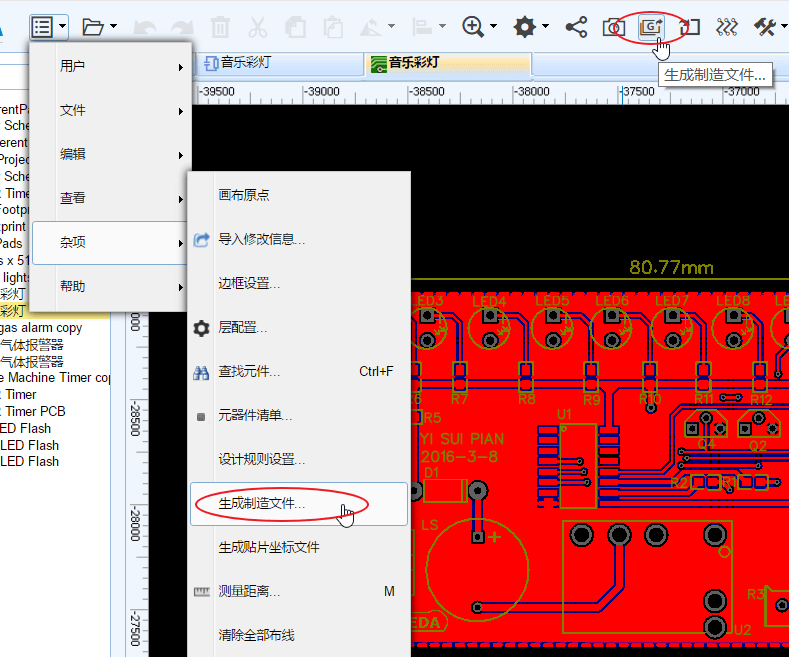 G
生成制造文件...
音乐彩灯
音乐彩灯
-39500
-39000
-38500
-38000
-37500
-37000
用户
文件
编辑
查看
杂项
帮助
画布原点
导入修改信息...
边框设置...
层配置...
查找元件... Ctrl+F
元器件清单...
设计规则设置...
生成制造文件...
生成贴片坐标文件
测量距离... M
清除全部布线
erentPa
Sche
erent
Projec
Sche
Time
Footp
tprint
Pads
s x 51
lights
彩灯
彩灯
gas alarm copy
气体报警器
气体报警器
e Machine Timer cop
Timer
Timer PCB
ED Flash
LED Flash
LED Flash
-28500
-28000
-27500
80.77mm
LED3
LED4
LED5
LED6
LED7
LED8
R7
R8
R9
R10
R11
R12
R5
U1
YI SUI PIAN
2016-3-8
Q4
Q2
D1
R2
R1
LS
+
R3
U2
EDA